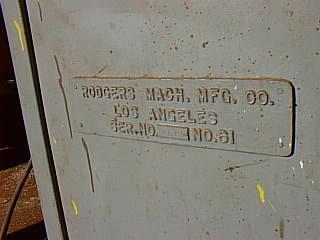 RODGERS MACH. MFG. CO.
LOS ANGELES
SER.NO. NO.61